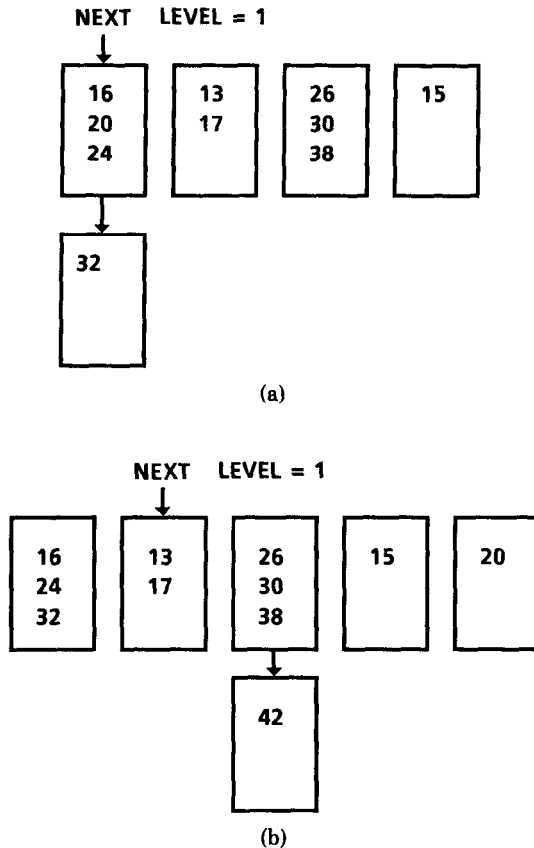 NEXT LEVEL = 1
16 13 26 15
20 17 30
24 38
32
(a)
NEXT LEVEL = 1
16 13 26 15 20
24 17 30
32 38
42
(b)